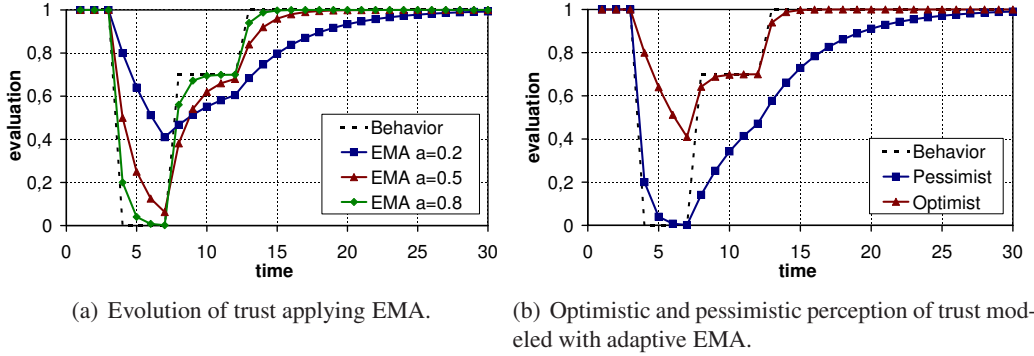 1
0,8
0,6
0,4
0,2
0
0
5
10
15
20
25
30
evaluation
time
Behavior
EMA a=0.2
EMA a=0.5
EMA a=0.8
(a) Evolution of trust applying EMA.
1
0,8
0,6
0,4
0,2
0
0
5
10
15
20
25
30
evaluation
time
Behavior
Pessimist
Optimist
(b) Optimistic and pessimistic perception of trust mod-
eled with adaptive EMA.